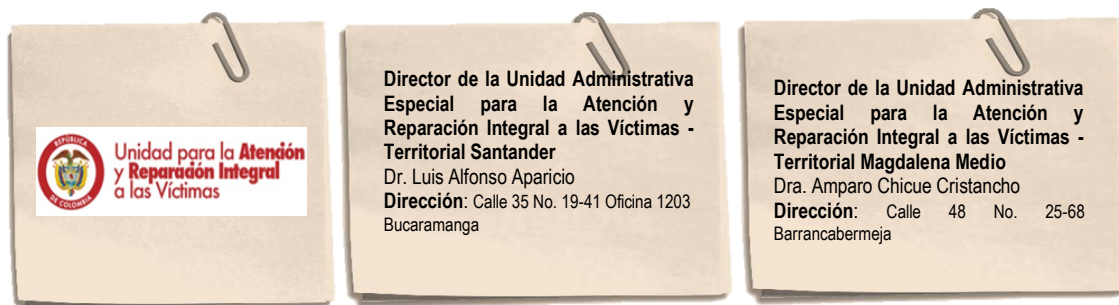 REPÚBLICA
DE COLOMBIA
Unidad para la Atención
y Reparación Integral
a las Víctimas
Director de la Unidad Administrativa
Especial para la Atención y
Reparación Integral a las Víctimas -
Territorial Santander
Dr. Luis Alfonso Aparicio
Dirección: Calle 35 No. 19-41 Oficina 1203
Bucaramanga
Director de la Unidad Administrativa
Especial para la Atención y
Reparación Integral a las Víctimas -
Territorial Magdalena Medio
Dra. Amparo Chicue Cristancho
Dirección: Calle 48 No. 25-68
Barrancabermeja